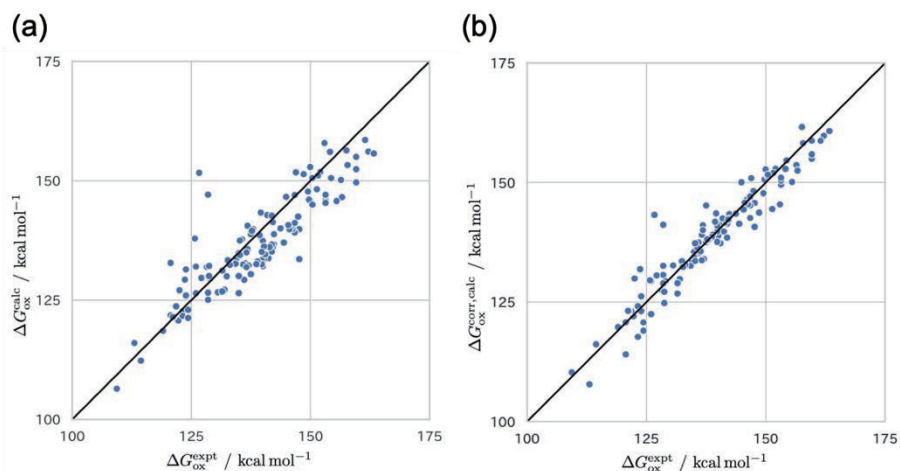 (a)
175
150
125
100
100 125 150 175
ΔG_ox^calc / kcal mol⁻¹
ΔG_ox^expt / kcal mol⁻¹
(b)
175
150
125
100
100 125 150 175
ΔG_ox^corr,calc / kcal mol⁻¹
ΔG_ox^expt / kcal mol⁻¹